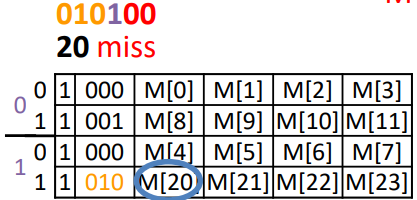 010100
20 miss
0 0 1 000 M[0] M[1] M[2] M[3]
1 1 001 M[8] M[9] M[10] M[11]
1 0 1 000 M[4] M[5] M[6] M[7]
1 1 010 M[20] M[21] M[22] M[23]